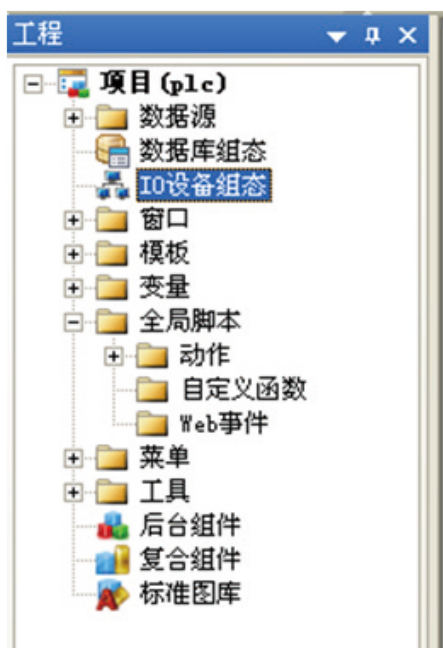 工程
项目(plc)
数据源
数据库组态
IO设备组态
窗口
模板
变量
全局脚本
动作
自定义函数
Web事件
菜单
工具
后台组件
复合组件
标准图库